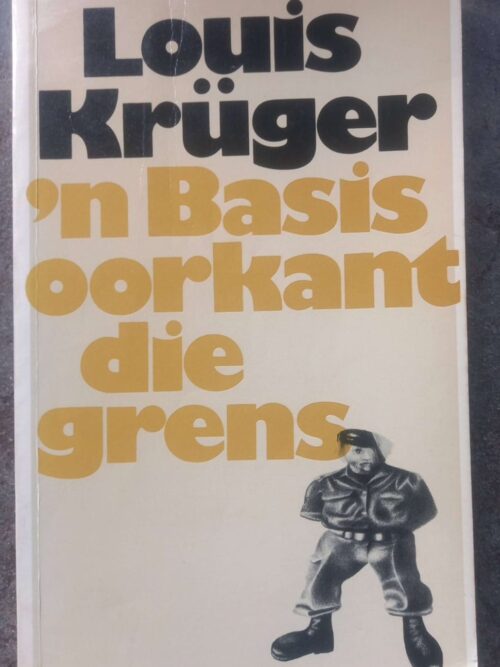 Louis
Krüger
'n Basis
oorkant
die
grens